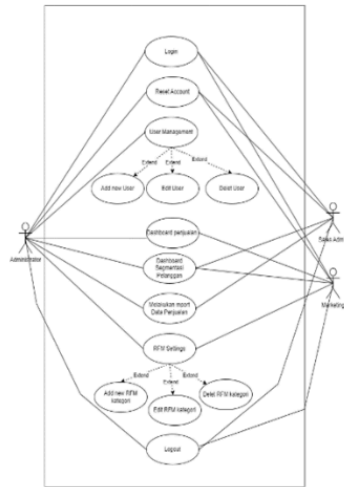 Login
Reset Account
User Management
Extend
Extend
Extend
Add new User
Edit User
Delet User
Dashboard penjualan
Administrator
Sales Admin
Dashboard
Segmentasi
Pelanggan
Marketing
Melakukan import
Data Penjualan
RFM Settings
Extend
Extend
Extend
Add new RFM
kategori
Edit RFM kategori
Delet RFM kategori
Logout